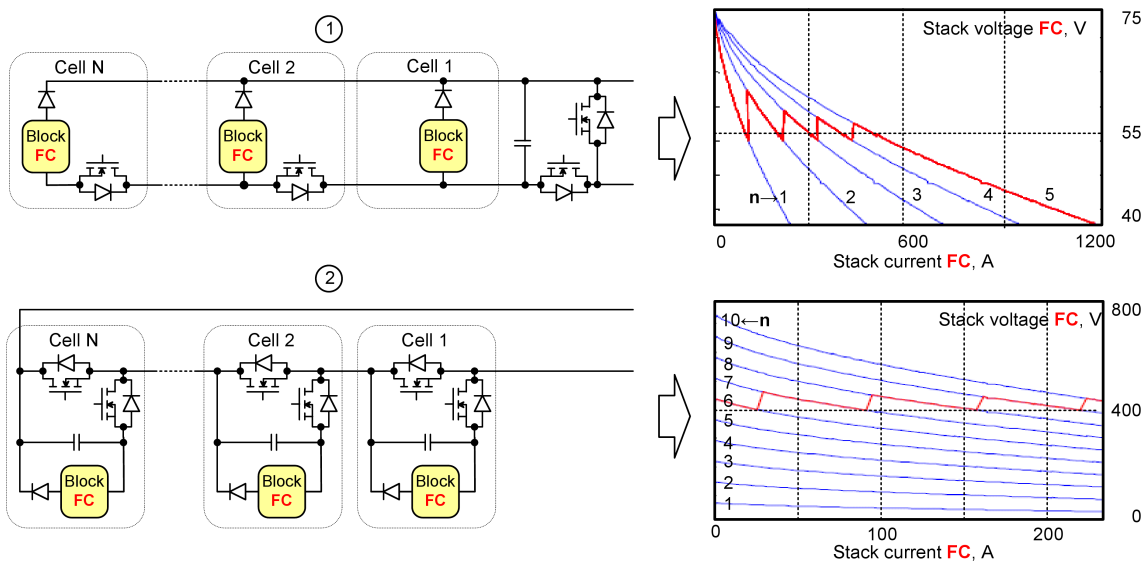 1
Cell N
Cell 2
Cell 1
Block
FC
Block
FC
Block
FC
Stack voltage FC, V
75
55
40
n→1
2
3
4
5
0
600
1200
Stack current FC, A
2
Cell N
Cell 2
Cell 1
Block
FC
Block
FC
Block
FC
Stack voltage FC, V
800
400
0
10←n
9
8
7
6
5
4
3
2
1
0
100
200
Stack current FC, A